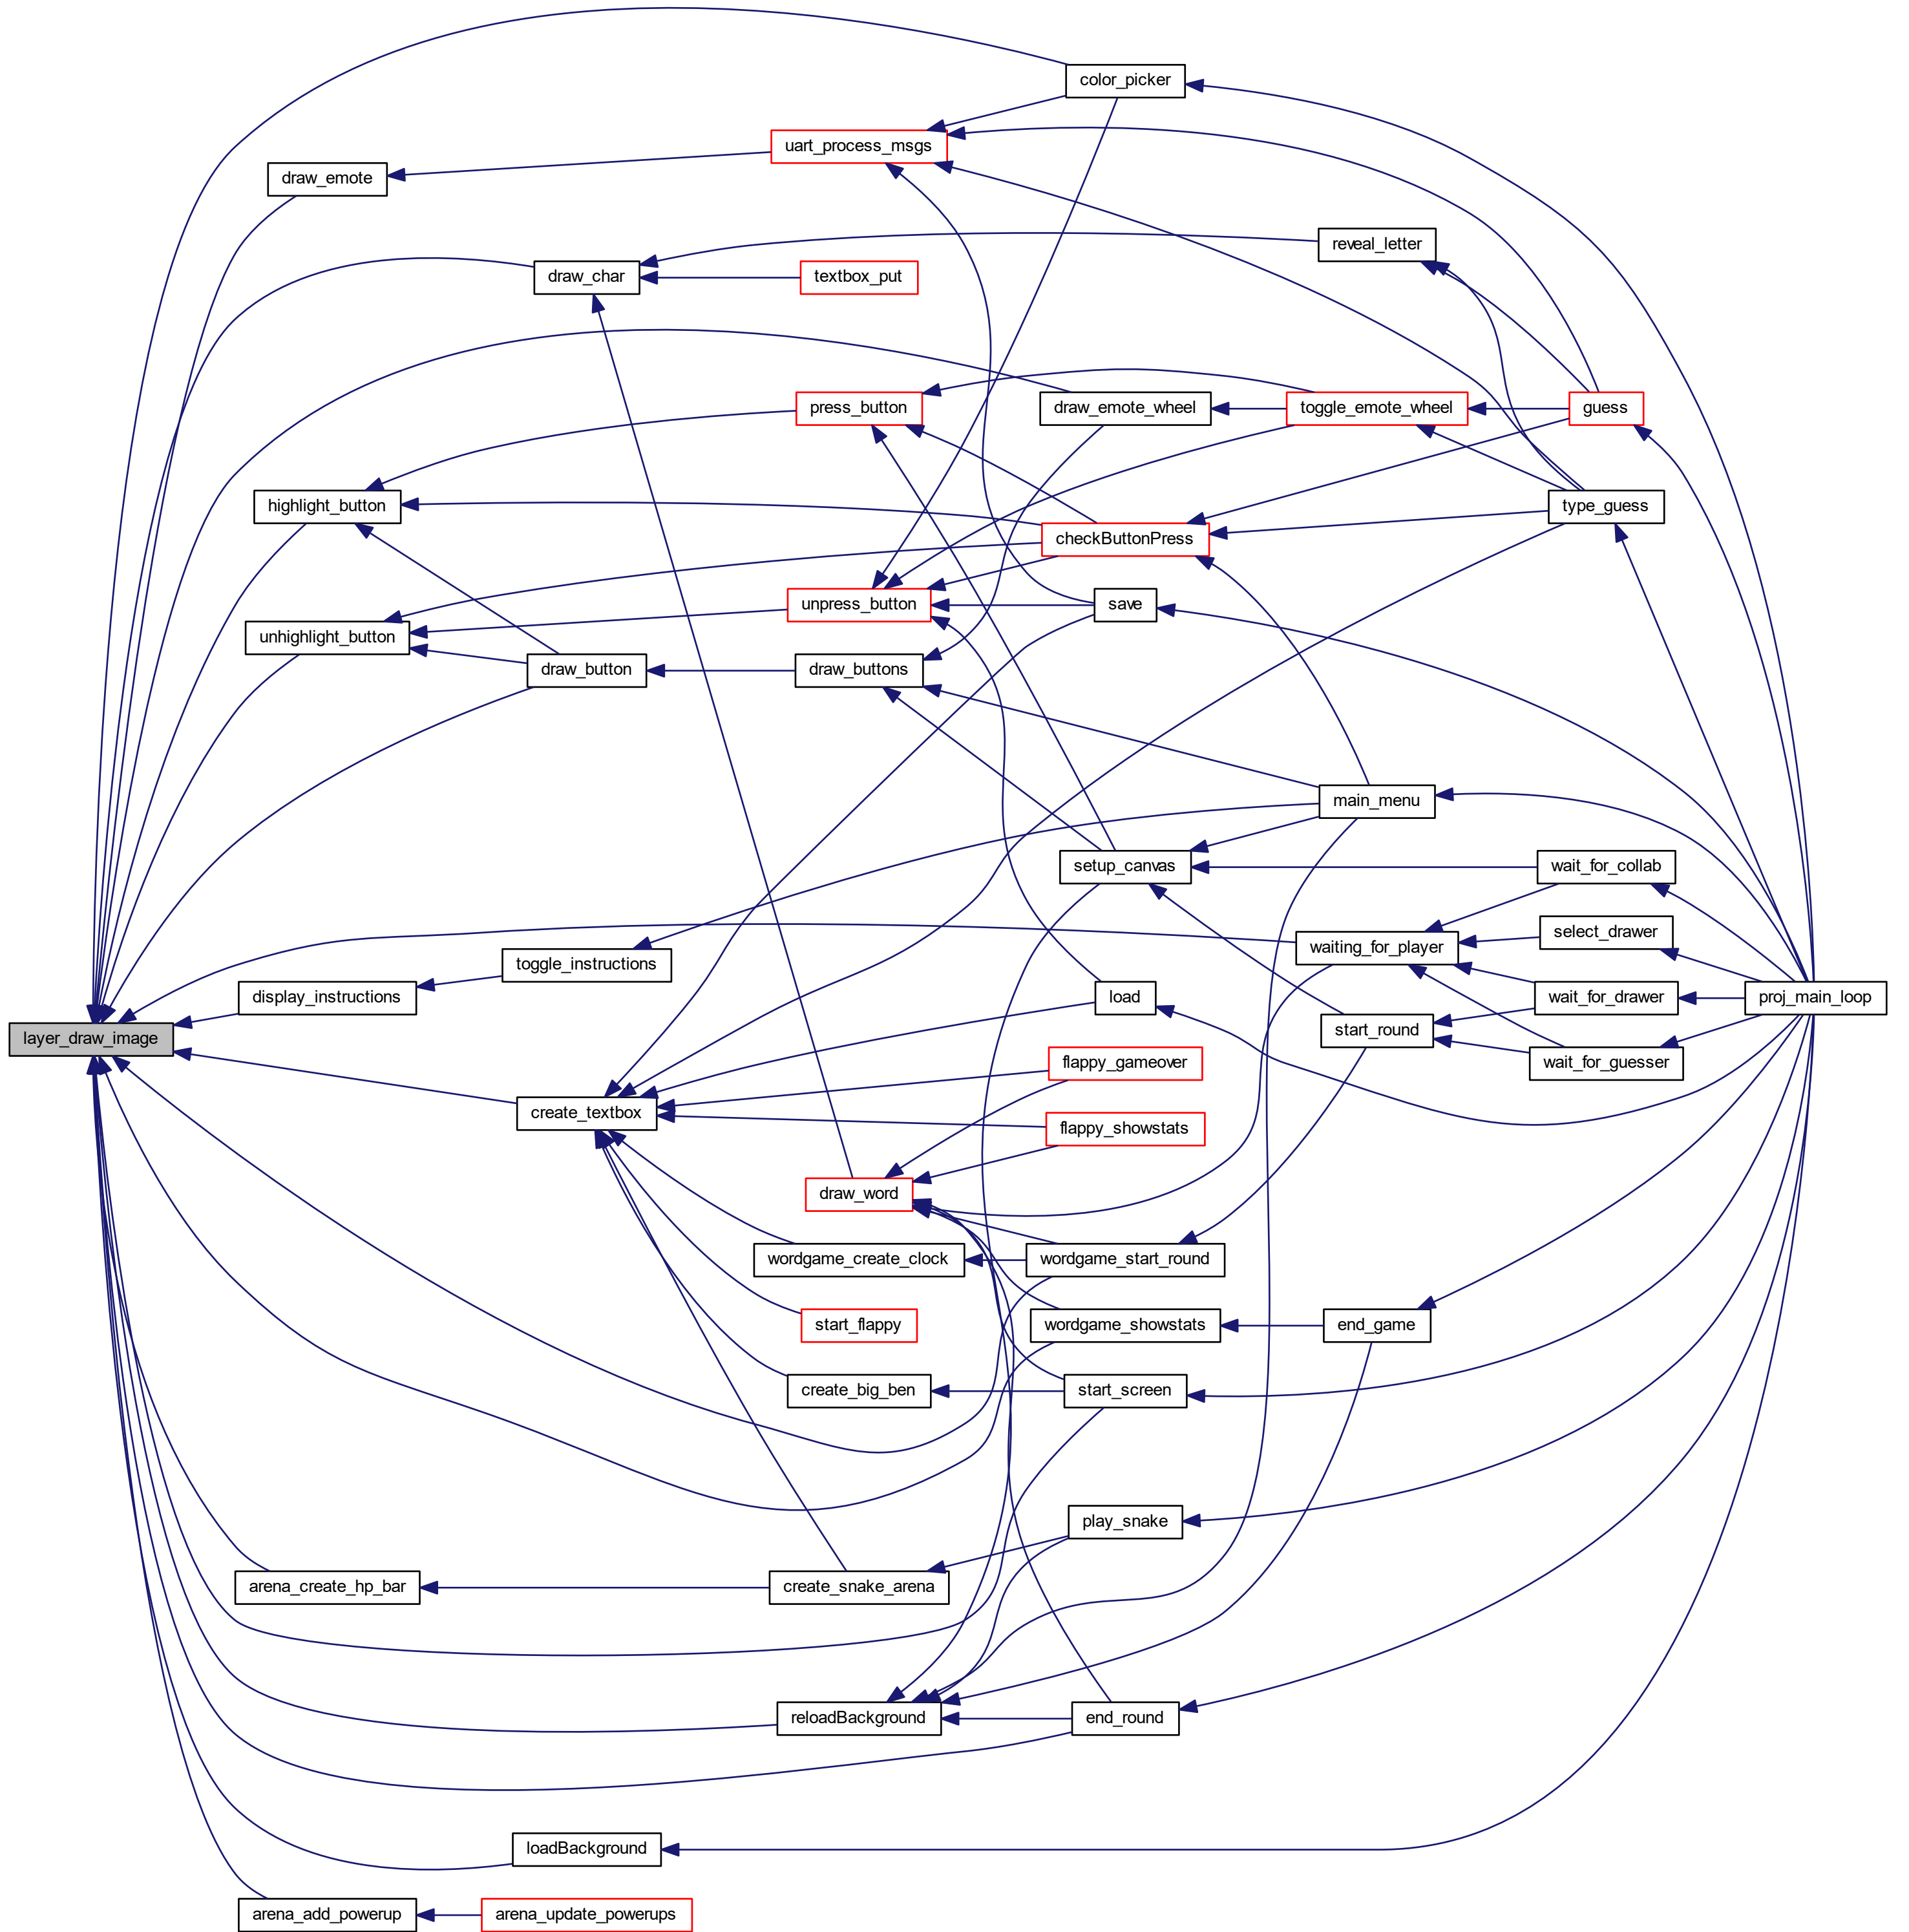 color_picker
uart_process_msgs
draw_emote
reveal_letter
draw_char
textbox_put
press_button
draw_emote_wheel
toggle_emote_wheel
guess
highlight_button
type_guess
checkButtonPress
unpress_button
save
unhighlight_button
draw_button
draw_buttons
main_menu
setup_canvas
wait_for_collab
select_drawer
waiting_for_player
toggle_instructions
display_instructions
load
wait_for_drawer
proj_main_loop
layer_draw_image
start_round
flappy_gameover
wait_for_guesser
create_textbox
flappy_showstats
draw_word
wordgame_create_clock
wordgame_start_round
start_flappy
wordgame_showstats
end_game
create_big_ben
start_screen
play_snake
arena_create_hp_bar
create_snake_arena
reloadBackground
end_round
loadBackground
arena_add_powerup
arena_update_powerups